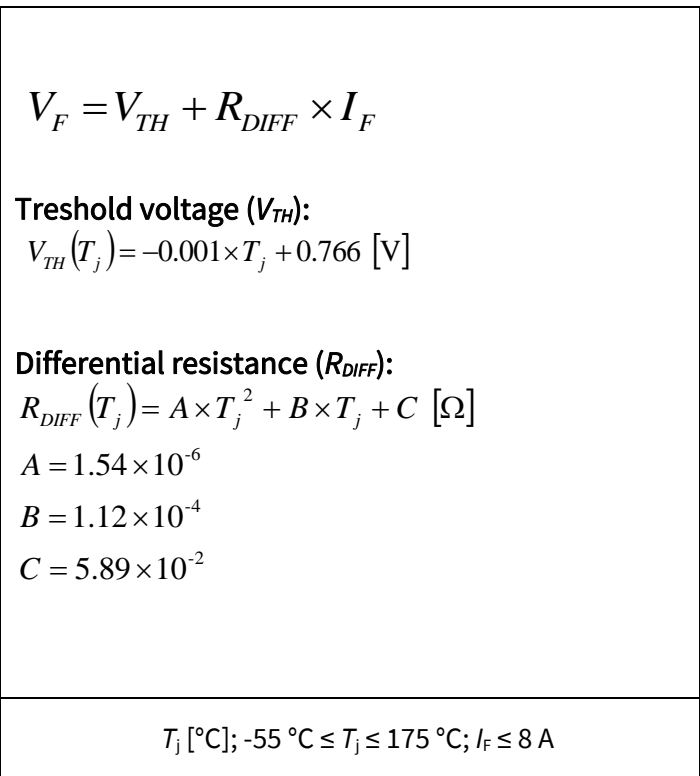 V_F = V_TH + R_DIFF × I_F
Treshold voltage (V_TH):
V_TH(T_j) = −0.001×T_j + 0.766 [V]
Differential resistance (R_DIFF):
R_DIFF(T_j) = A×T_j² + B×T_j + C [Ω]
A = 1.54×10⁻⁶
B = 1.12×10⁻⁴
C = 5.89×10⁻²
T_j [°C]; -55 °C ≤ T_j ≤ 175 °C; I_F ≤ 8 A